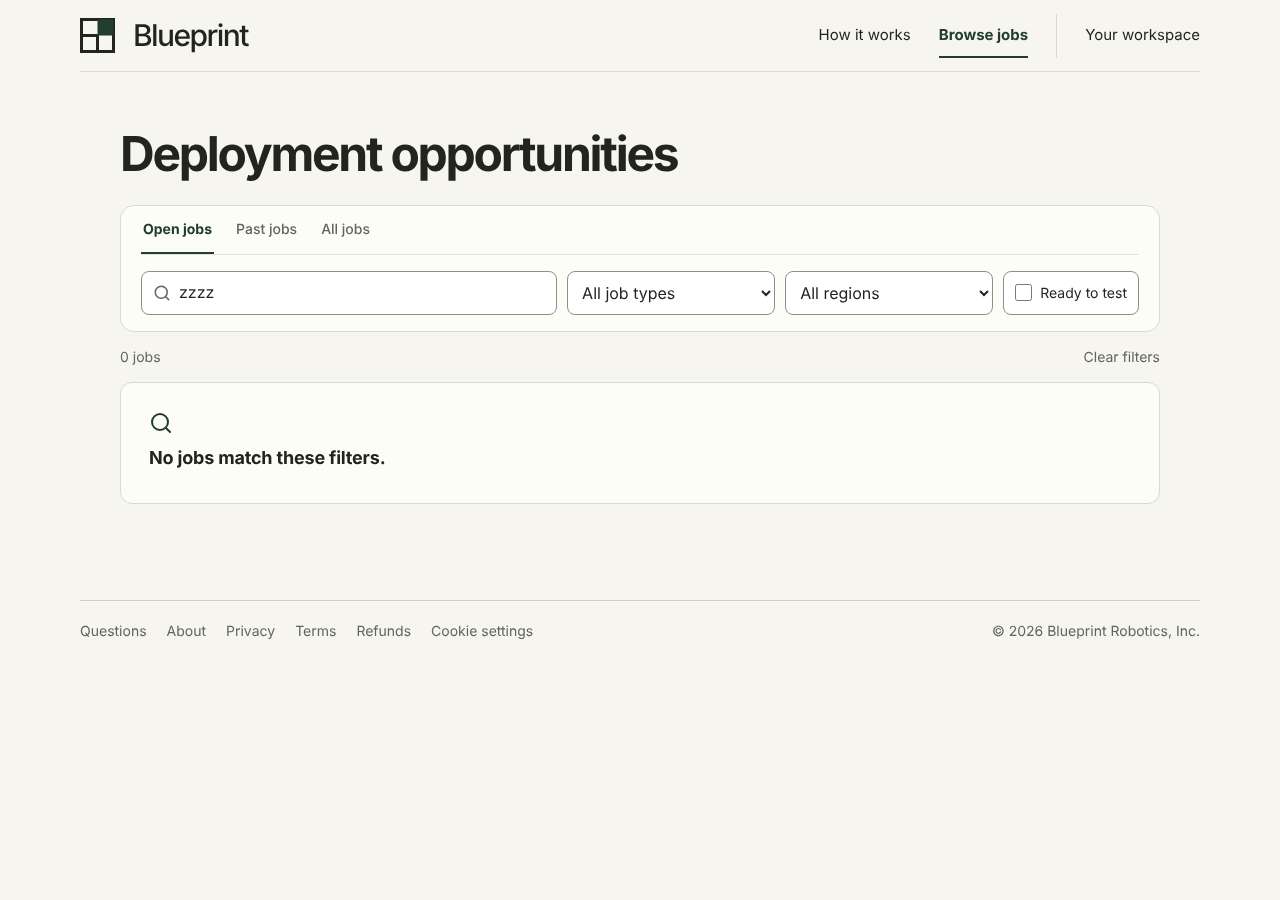 Blueprint
How it works Browse jobs Your workspace
Deployment opportunities
Open jobs Past jobs All jobs
zzzz All job types All regions Ready to test
0 jobs Clear filters
No jobs match these filters.
Questions About Privacy Terms Refunds Cookie settings © 2026 Blueprint Robotics, Inc.